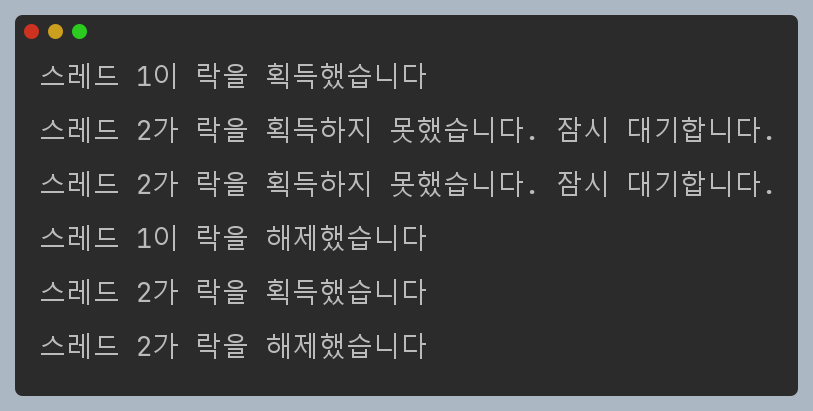 스레드 1이 락을 획득했습니다
스레드 2가 락을 획득하지 못했습니다. 잠시 대기합니다.
스레드 2가 락을 획득하지 못했습니다. 잠시 대기합니다.
스레드 1이 락을 해제했습니다
스레드 2가 락을 획득했습니다
스레드 2가 락을 해제했습니다